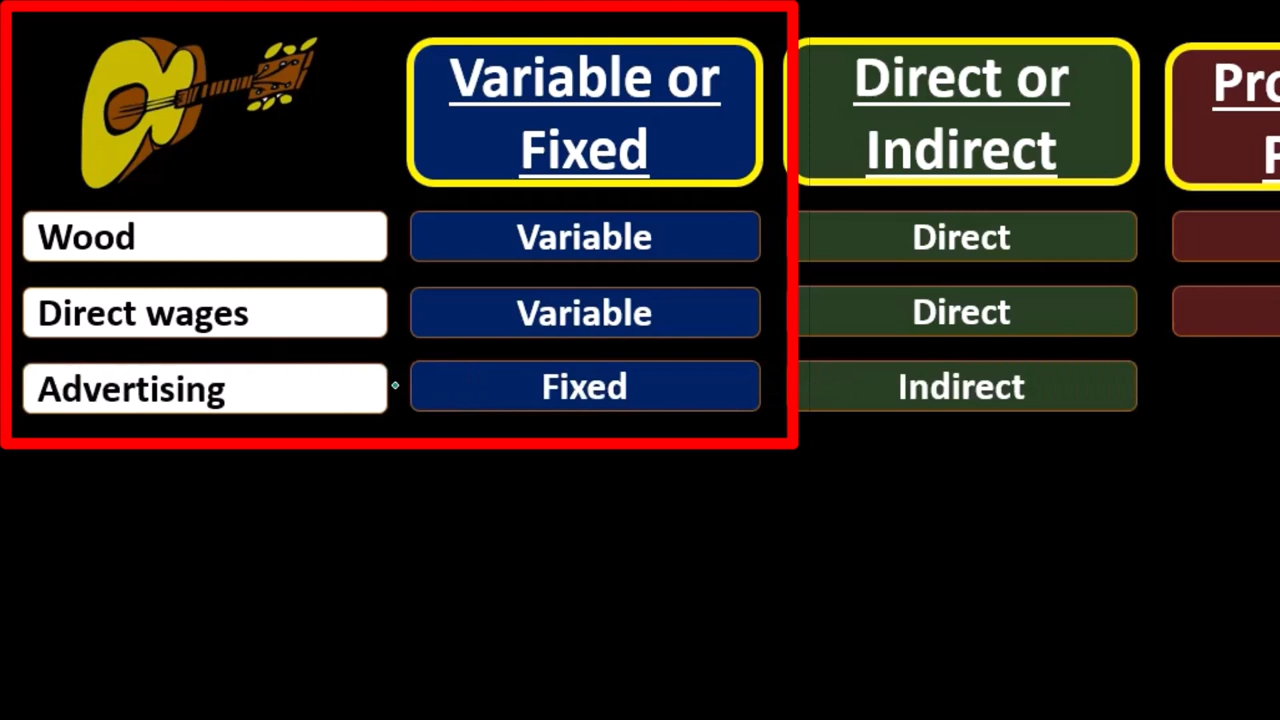 Variable or
Fixed
Direct or
Indirect
Wood
Variable
Direct
Direct wages
Variable
Direct
Advertising
Fixed
Indirect